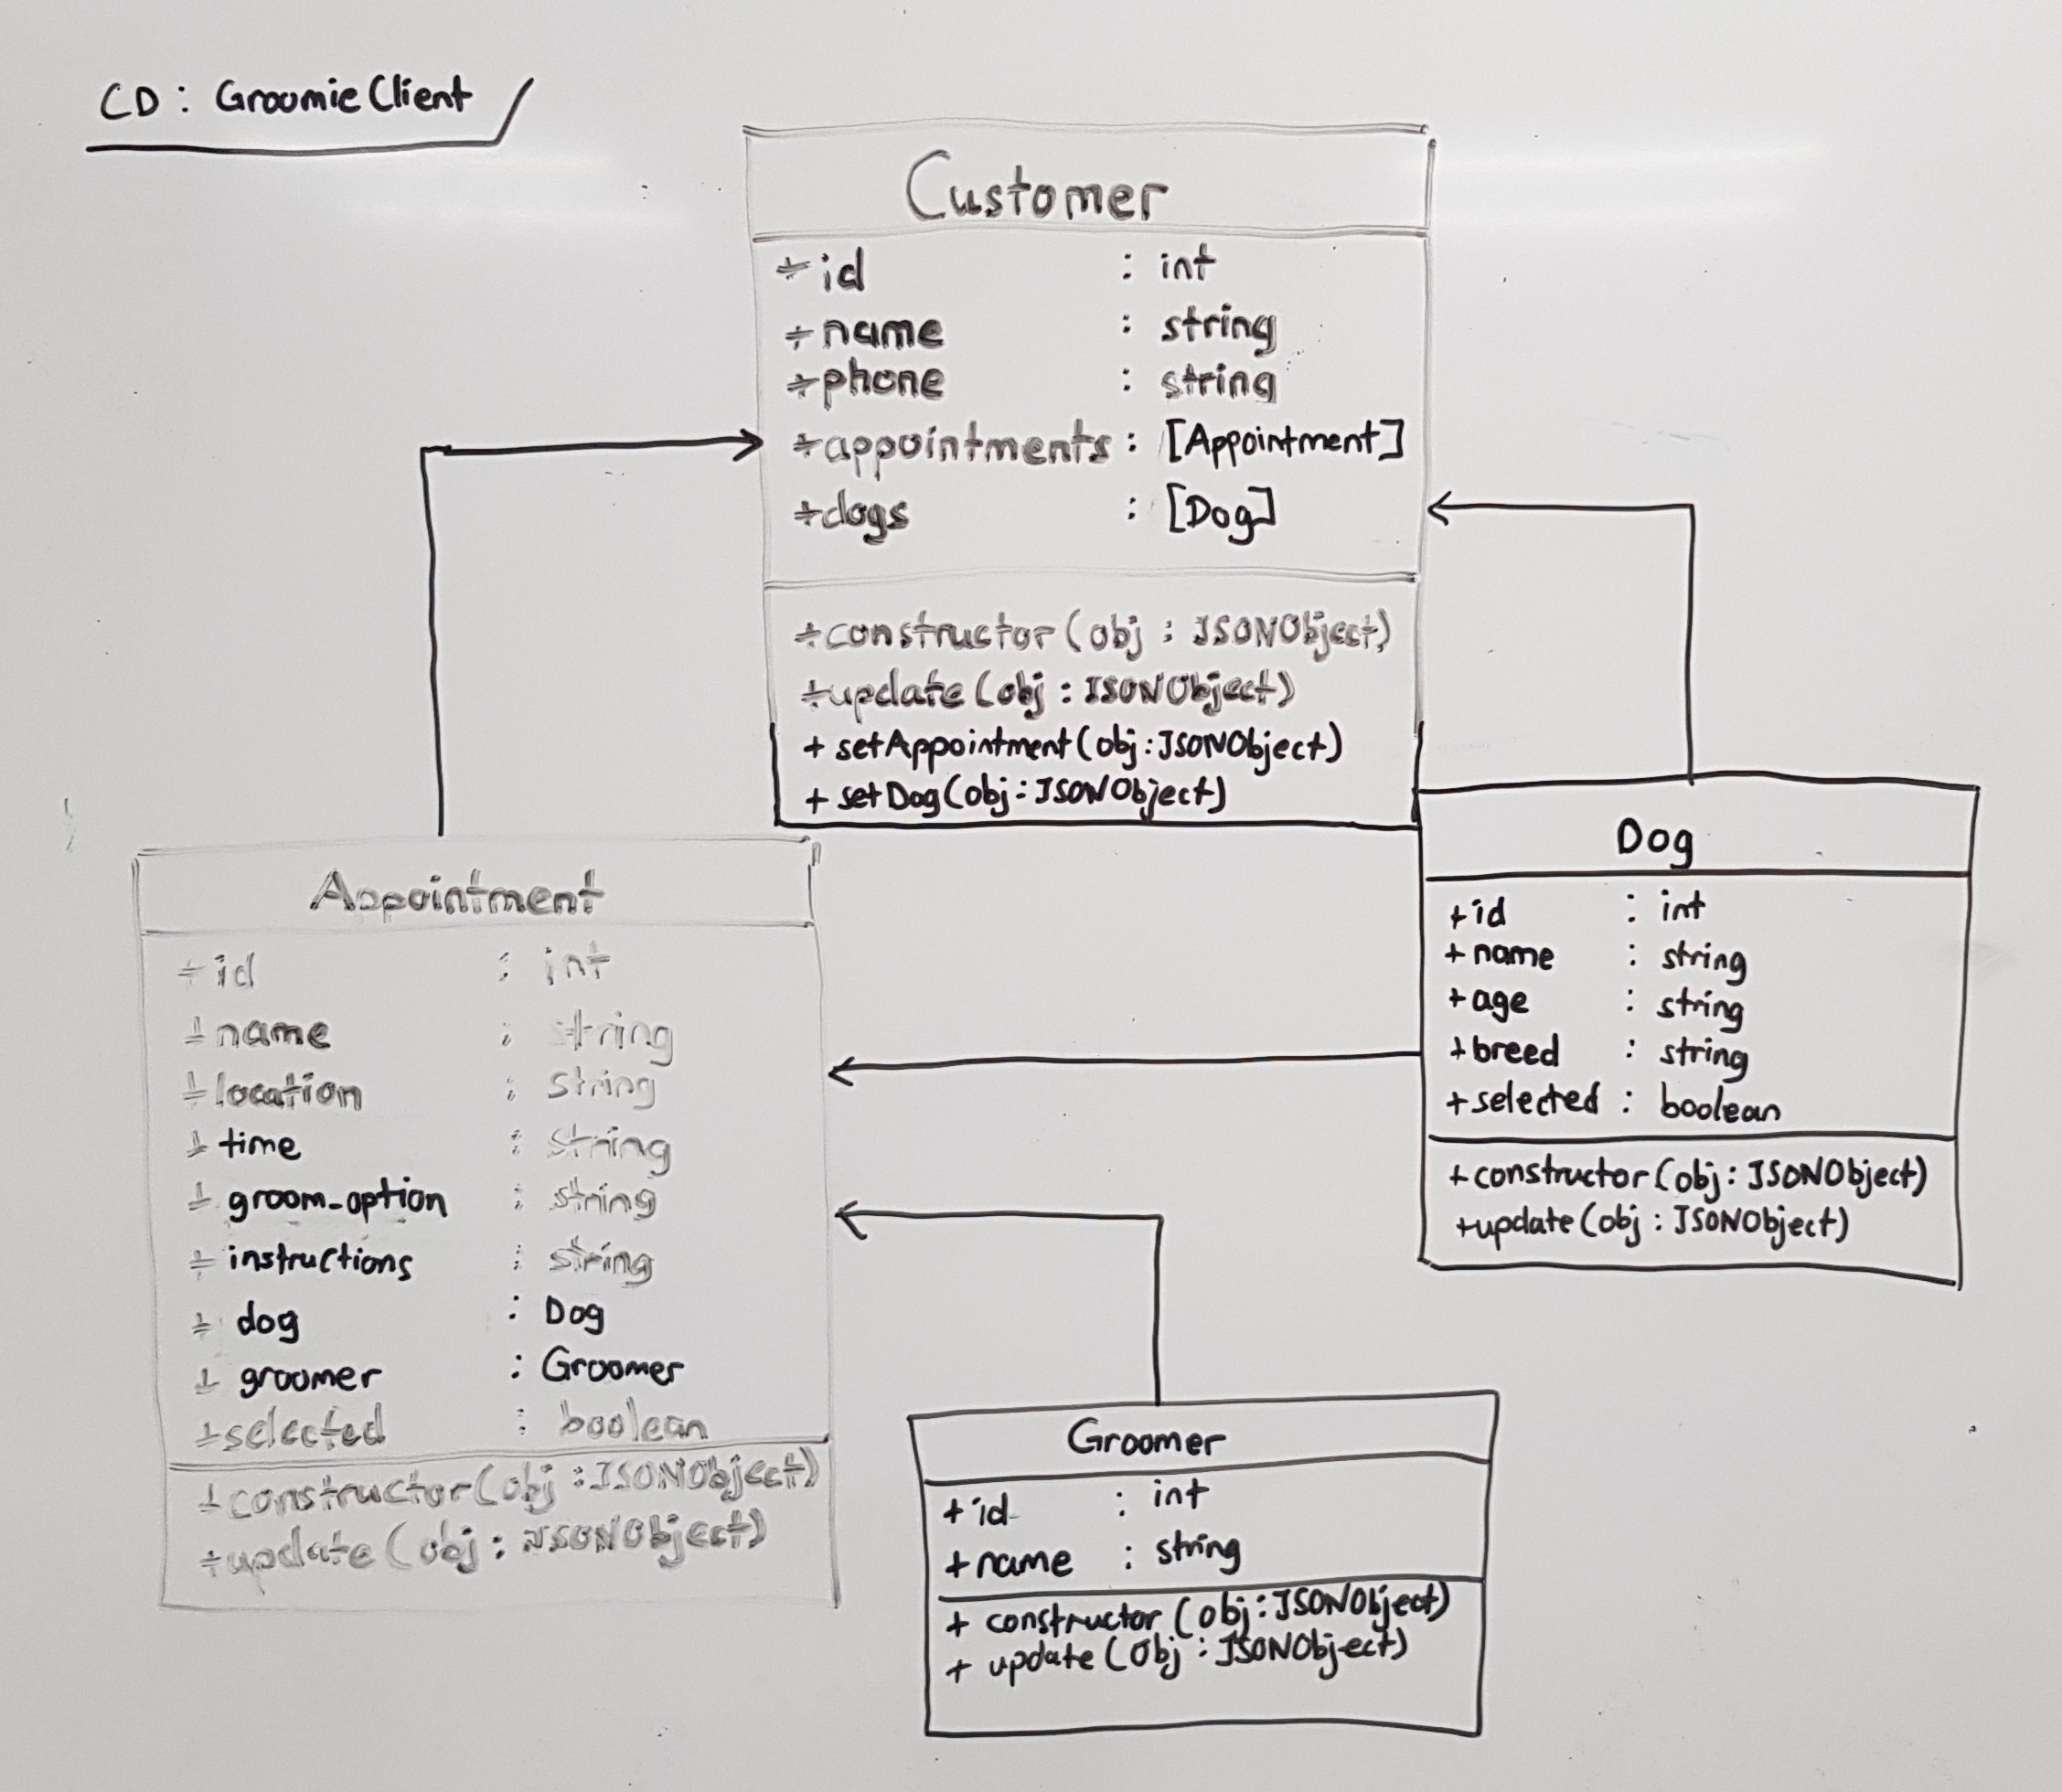 CD : GroomieClient
Customer
+id : int
+name : string
+phone : string
+appointments : [Appointment]
+dogs : [Dog]
+constructor(obj : JSONObject)
+update(obj : JSONObject)
+ setAppointment(obj:JSONObject)
+ setDog(obj:JSONObject)
Appointment
+id : int
+name : string
+location : string
+time : string
+groom-option : string
+instructions : string
+dog : Dog
+groomer : Groomer
+selected : boolean
+constructor(obj :JSONObject)
+update(obj : JSONObject)
Dog
+id : int
+name : string
+age : string
+breed : string
+selected : boolean
+constructor(obj : JSONObject)
+update(obj : JSONObject)
Groomer
+id : int
+name : string
+ constructor (obj:JSONObject)
+ update (obj : JSONObject)